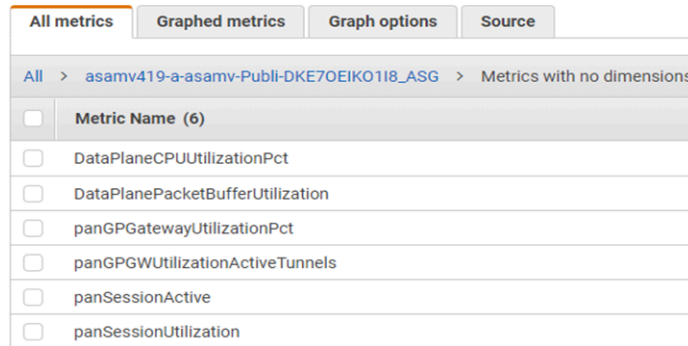 All metrics Graphed metrics Graph options Source
All > asamv419-a-asamv-Publi-DKE7OEIKO1I8_ASG > Metrics with no dimensions
Metric Name (6)
DataPlaneCPUUtilizationPct
DataPlanePacketBufferUtilization
panGPGatewayUtilizationPct
panGPGWUtilizationActiveTunnels
panSessionActive
panSessionUtilization